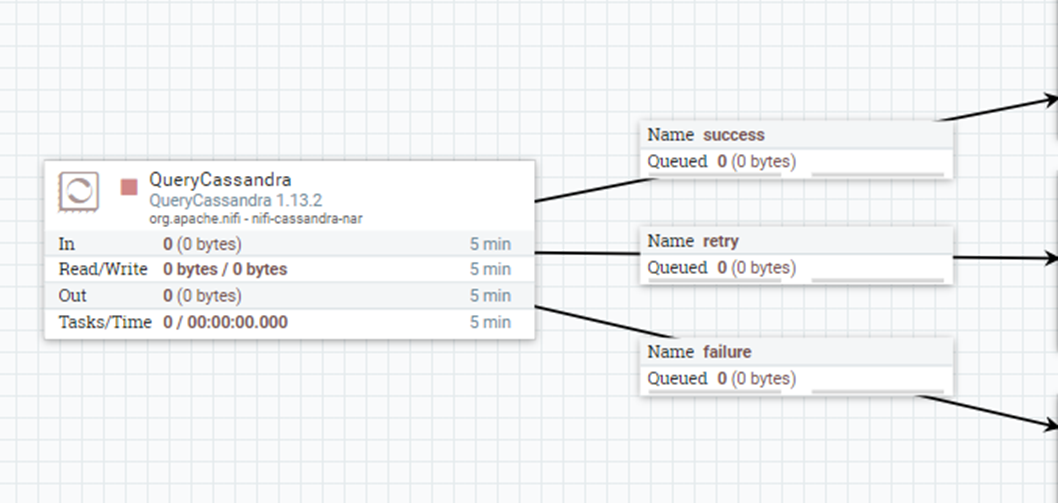 QueryCassandra
QueryCassandra 1.13.2
org.apache.nifi - nifi-cassandra-nar
In 0 (0 bytes) 5 min
Read/Write 0 bytes / 0 bytes 5 min
Out 0 (0 bytes) 5 min
Tasks/Time 0 / 00:00:00.000 5 min
Name success
Queued 0 (0 bytes)
Name retry
Queued 0 (0 bytes)
Name failure
Queued 0 (0 bytes)